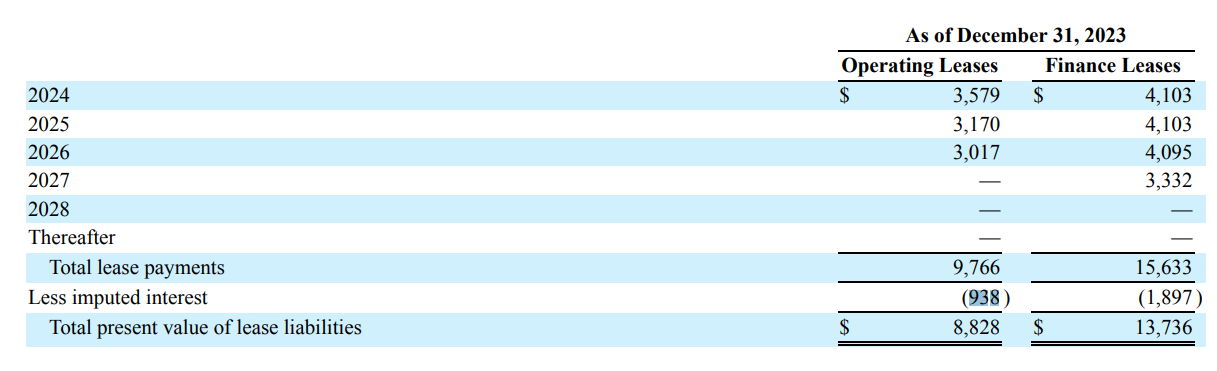 As of December 31, 2023
Operating Leases Finance Leases
2024 $ 3,579 $ 4,103
2025 3,170 4,103
2026 3,017 4,095
2027 — 3,332
2028 — —
Thereafter — —
Total lease payments 9,766 15,633
Less imputed interest (938) (1,897)
Total present value of lease liabilities $ 8,828 $ 13,736